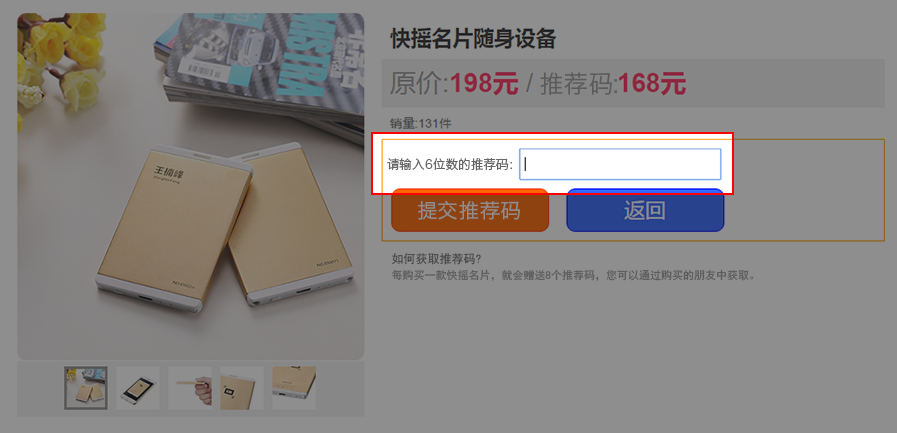 快摇名片随身设备
原价:198元 / 推荐码:168元
销量:131件
请输入6位数的推荐码:
提交推荐码
返回
如何获取推荐码?
每购买一款快摇名片，就会赠送8个推荐码，您可以通过购买的朋友中获取。